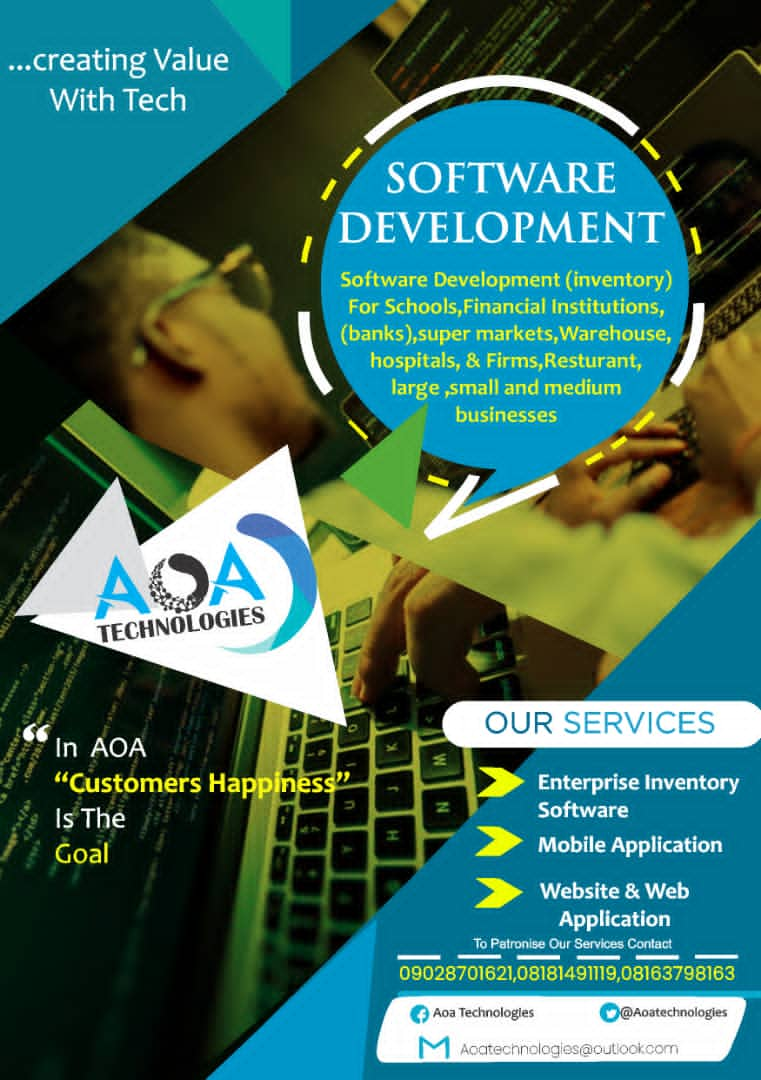 ...creating Value
With Tech
SOFTWARE
DEVELOPMENT
Software Development (inventory)
For Schools,Financial Institutions,
(banks),super markets,Warehouse,
hospitals, & Firms,Resturant,
large ,small and medium
businesses
AOA
TECHNOLOGIES
“In AOA
“Customers Happiness”
Is The
Goal
OUR SERVICES
Enterprise Inventory
Software
Mobile Application
Website & Web
Application
To Patronise Our Services Contact
09028701621,08181491119,08163798163
Aoa Technologies
@Aoatechnologies
Aoatechnologies@outlook.com